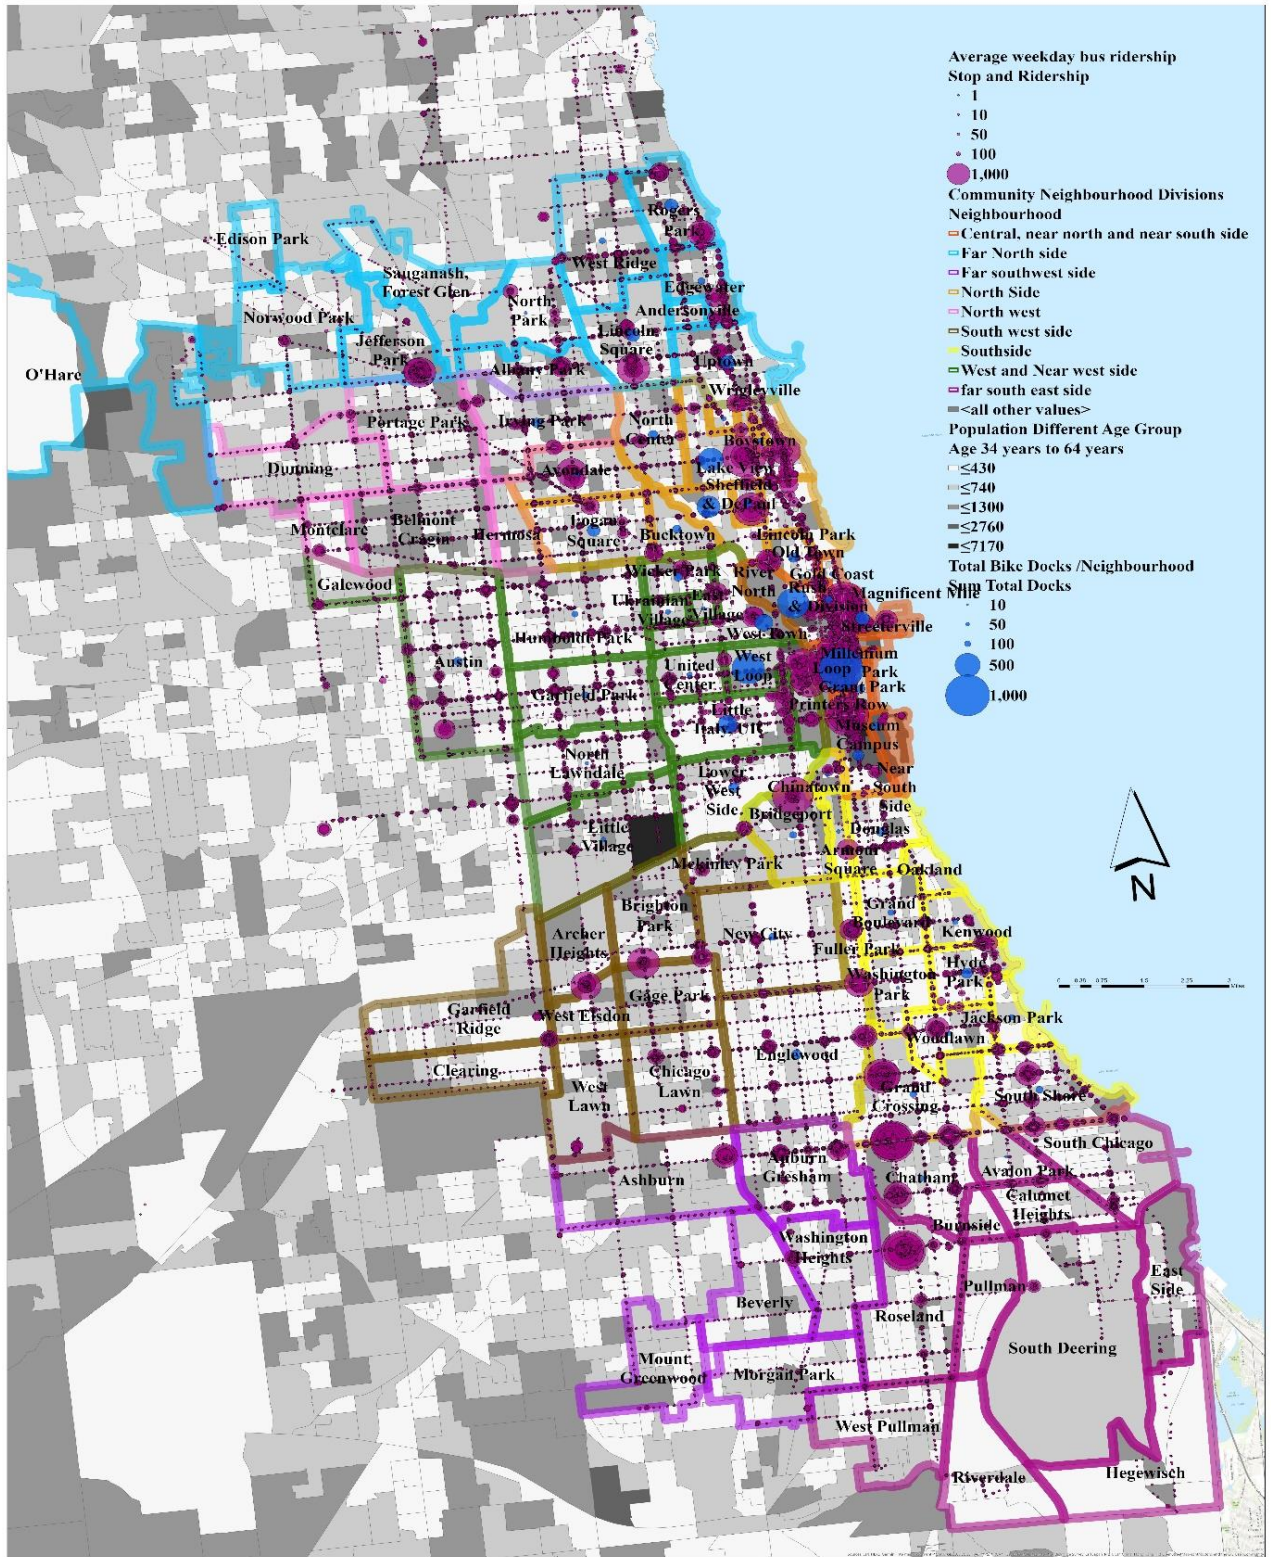 Average weekday bus ridership
Stop and Ridership
1
10
50
100
1,000
Community Neighbourhood Divisions
Neighbourhood
Central, near north and near south side
Far North side
Far southwest side
North Side
North west
South west side
Southside
West and Near west side
far south east side
<all other values>
Population Different Age Group
Age 34 years to 64 years
≤430
≤740
≤1300
≤2760
≤7170
Total Bike Docks /Neighbourhood
Sum Total Docks
10
50
100
500
1,000
Rogers
Park
Edison Park
West Ridge
Sauganash,
Forest Glen
Edgewater
North
Park
Andersonville
Norwood Park
Lincoln
Square
Jefferson
Park
Uptown
Albany Park
O'Hare
Wrigleyville
Portage Park
Irving Park
North
Center
Boystown
Dunning
Avondale
Lake View
Sheffield
& DePaul
Montclare
Belmont
Cragin
Hermosa
Logan
Square
Bucktown
Lincoln Park
Old Town
Galewood
Wicker Park
River
North
Gold Coast
Rush
& Division
Magnificent Mile
Ukrainian
Village
East
Village
Streeterville
Humboldt Park
West Town
Austin
United
Center
West
Loop
Millenium
Park
Loop
Garfield Park
Grant Park
Little
Italy, UIC
Printers Row
Museum
Campus
North
Lawndale
Lower
West
Side
Chinatown
Near
South
Side
Bridgeport
Little
Village
Douglas
Mckinley Park
Armour
Square
Oakland
Brighton
Park
Grand
Boulevard
Archer
Heights
New City
Kenwood
Fuller Park
Hyde
Park
Washington
Park
Gage Park
Garfield
Ridge
West Elsdon
Jackson Park
Woodlawn
Englewood
Clearing
Chicago
Lawn
West
Lawn
Grand
Crossing
South Shore
South Chicago
Auburn
Gresham
Ashburn
Chatham
Avalon Park
Calumet
Heights
Burnside
Washington
Heights
East
Side
Pullman
Beverly
Roseland
South Deering
Mount
Greenwood
Morgan Park
West Pullman
Riverdale
Hegewisch
N
Miles